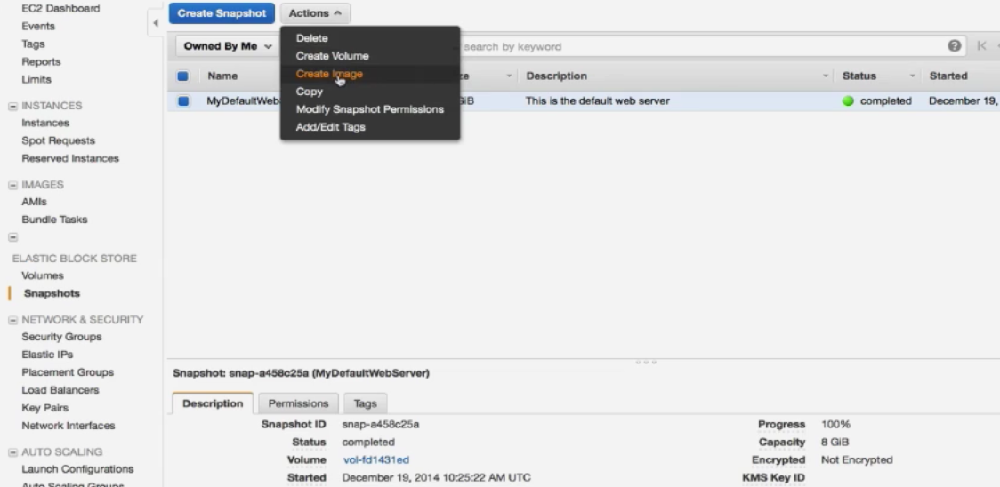 EC2 Dashboard
Events
Tags
Reports
Limits
INSTANCES
Instances
Spot Requests
Reserved Instances
IMAGES
AMIs
Bundle Tasks
ELASTIC BLOCK STORE
Volumes
Snapshots
NETWORK & SECURITY
Security Groups
Elastic IPs
Placement Groups
Load Balancers
Key Pairs
Network Interfaces
AUTO SCALING
Launch Configurations
Auto Scaling Groups
Create Snapshot Actions
Owned By Me search by keyword
Delete
Create Volume
Create Image
Copy
Modify Snapshot Permissions
Add/Edit Tags
Name ze Description Status Started
MyDefaultWeb GiB This is the default web server completed December 19,
Snapshot: snap-a458c25a (MyDefaultWebServer)
Description Permissions Tags
Snapshot ID snap-a458c25a Progress 100%
Status completed Capacity 8 GiB
Volume vol-fd1431ed Encrypted Not Encrypted
Started December 19, 2014 10:25:22 AM UTC KMS Key ID